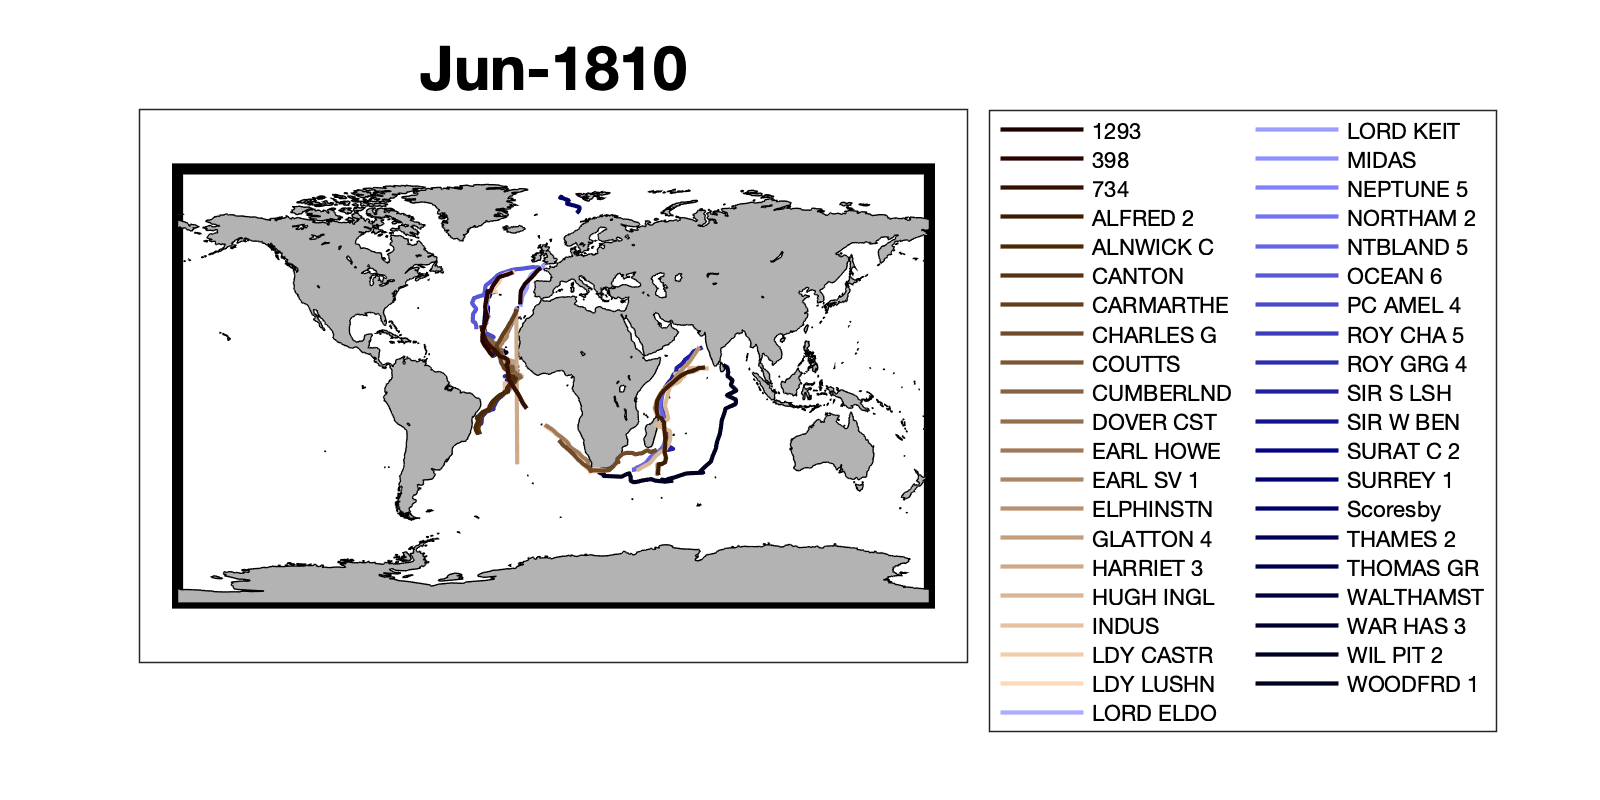 Jun-1810
1293
398
734
ALFRED 2
ALNWICK C
CANTON
CARMARTHE
CHARLES G
COUTTS
CUMBERLND
DOVER CST
EARL HOWE
EARL SV 1
ELPHINSTN
GLATTON 4
HARRIET 3
HUGH INGL
INDUS
LDY CASTR
LDY LUSHN
LORD ELDO
LORD KEIT
MIDAS
NEPTUNE 5
NORTHAM 2
NTBLAND 5
OCEAN 6
PC AMEL 4
ROY CHA 5
ROY GRG 4
SIR S LSH
SIR W BEN
SURAT C 2
SURREY 1
Scoresby
THAMES 2
THOMAS GR
WALTHAMST
WAR HAS 3
WIL PIT 2
WOODFRD 1